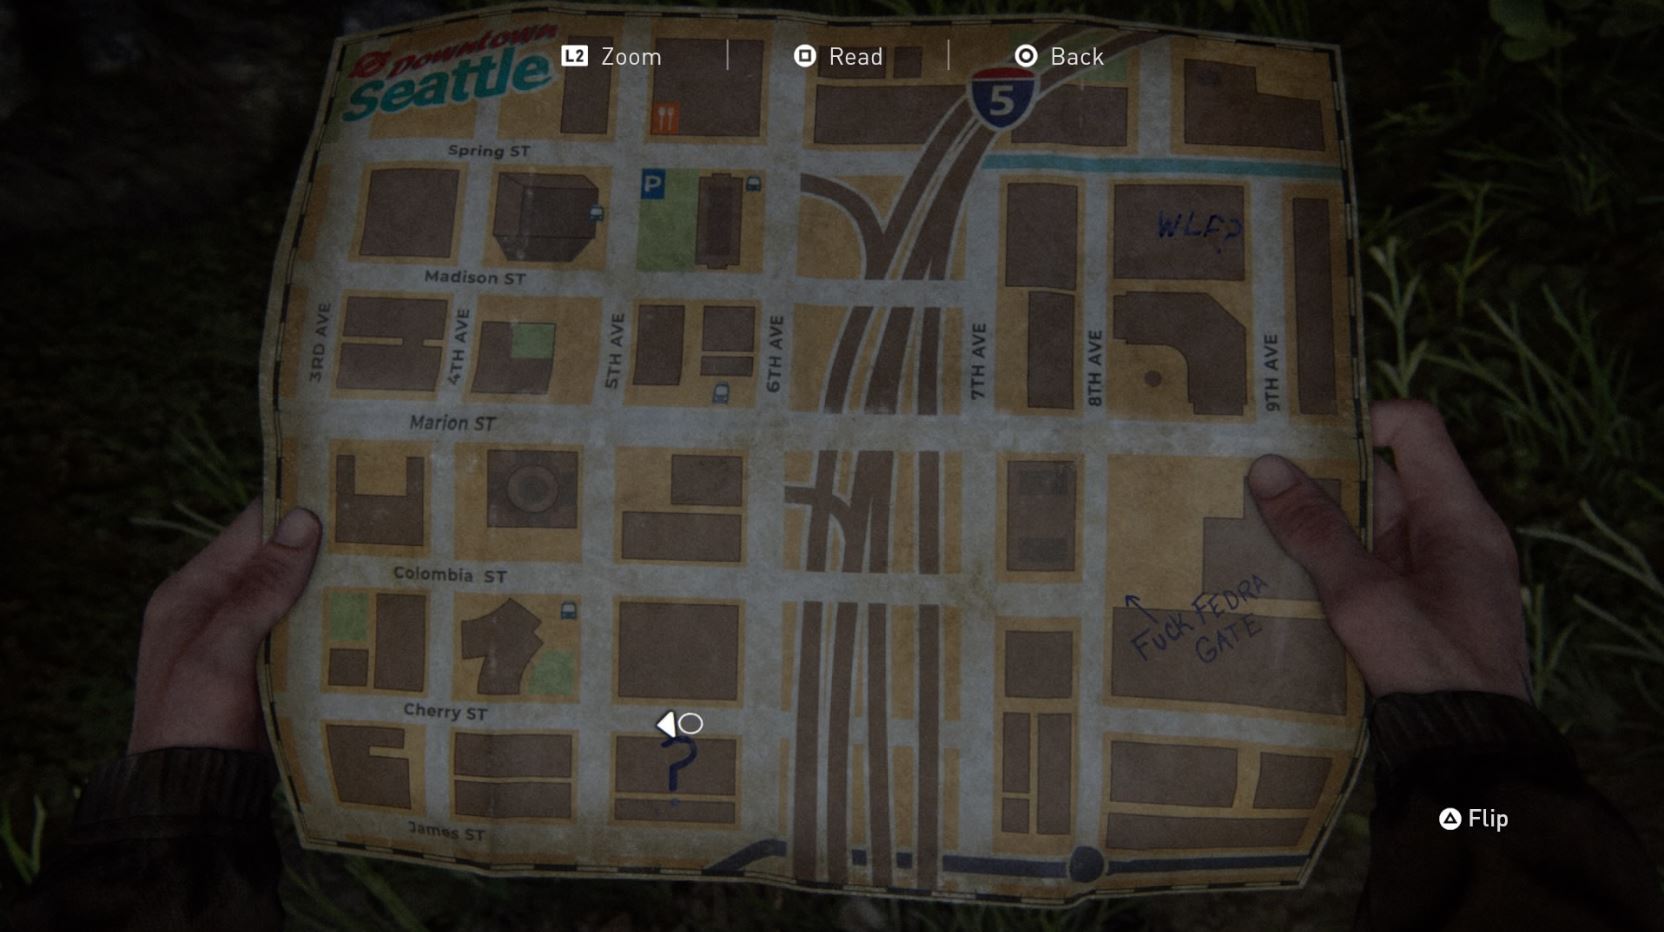 Downtown
Seattle
L2 Zoom
Read
Back
5
Spring ST
P
WLF?
Madison ST
3RD AVE
4TH AVE
5TH AVE
6TH AVE
7TH AVE
8TH AVE
9TH AVE
Marion ST
Colombia ST
FUCK FEDRA
GATE
Cherry ST
?
James ST
Flip